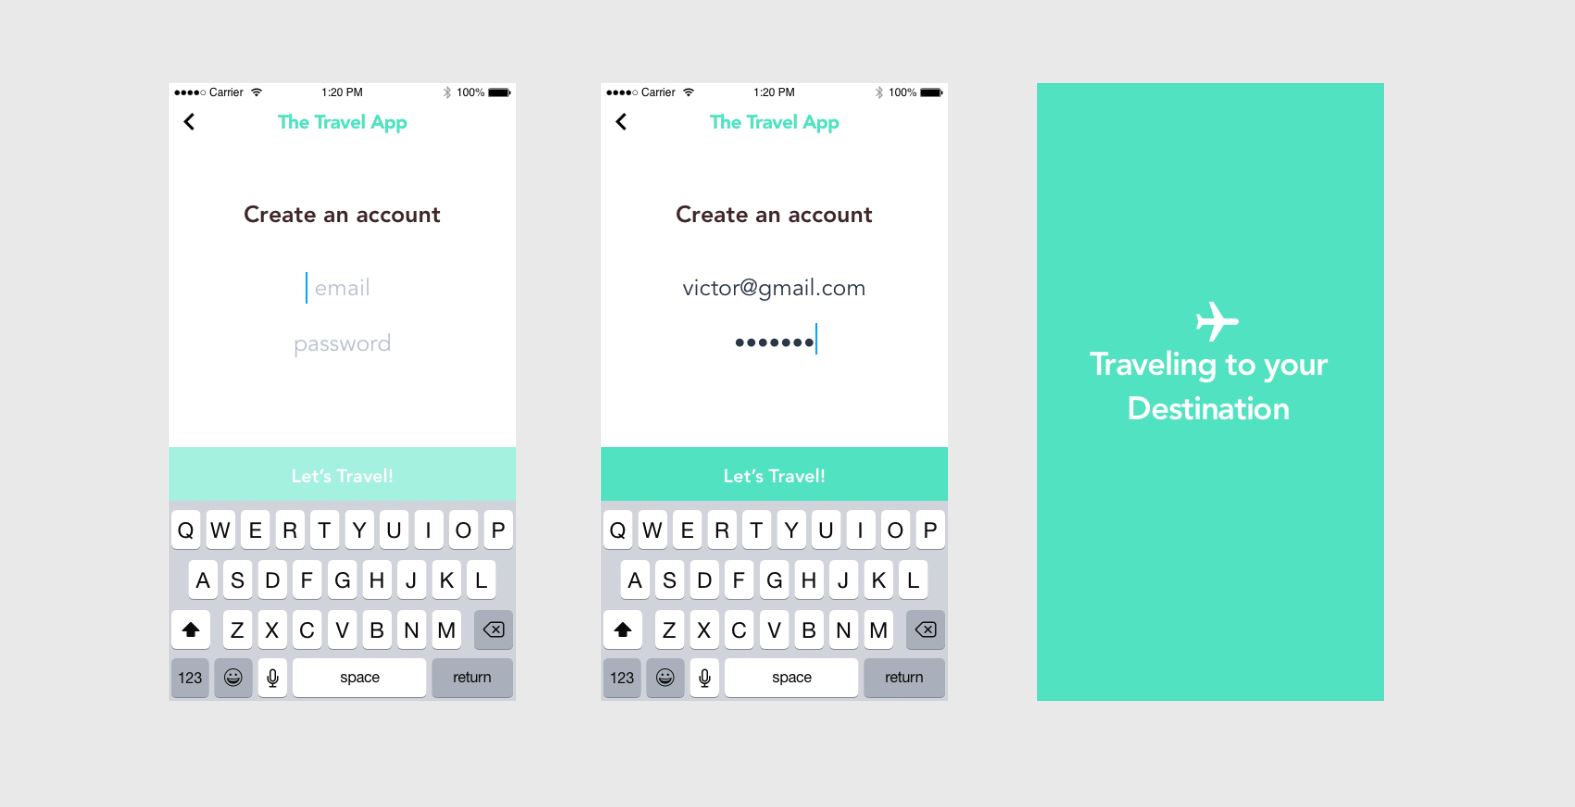 Carrier 1:20 PM 100%
The Travel App
Create an account
email
password
Let's Travel!
Q W E R T Y U I O P
A S D F G H J K L
Z X C V B N M
123 space return
Carrier 1:20 PM 100%
The Travel App
Create an account
victor@gmail.com
•••••••
Let's Travel!
Q W E R T Y U I O P
A S D F G H J K L
Z X C V B N M
123 space return
Traveling to your
Destination